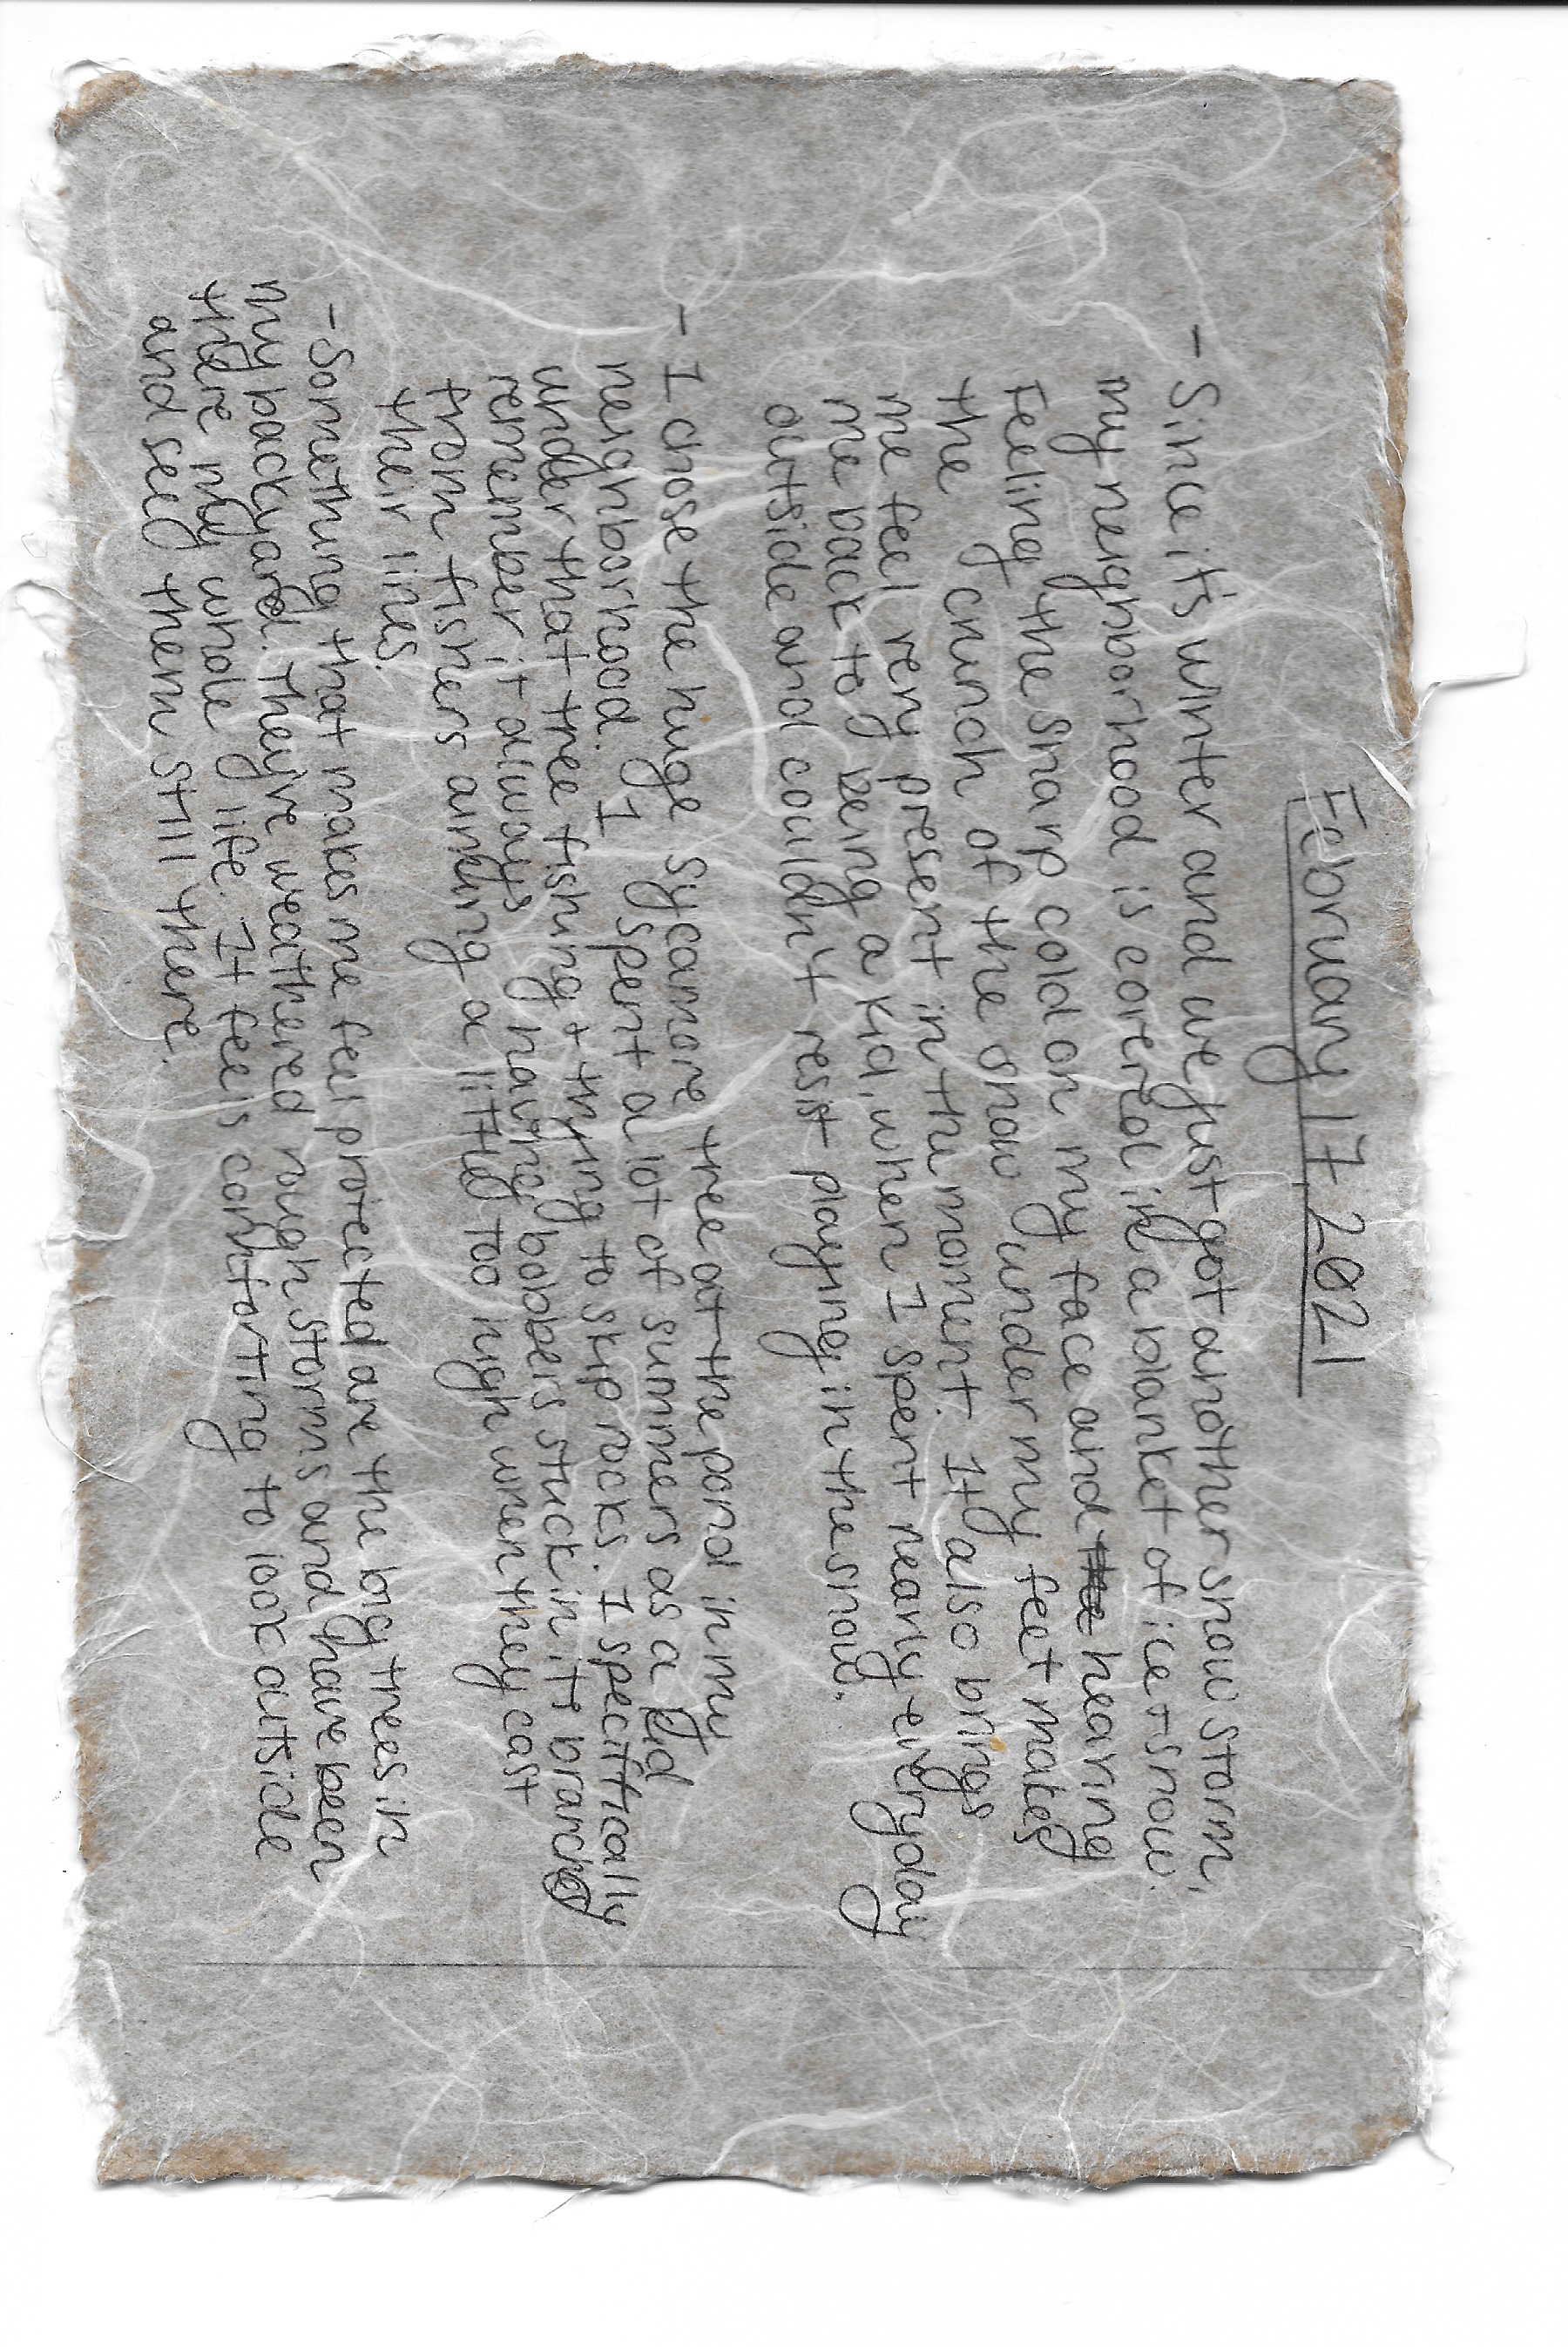 February 17, 2021
- Since it's winter and we just got another snow storm,
my neighborhood is covered in a blanket of ice + snow.
Feeling the sharp cold on my face and the hearing
the crunch of the snow under my feet makes
me feel very present in the moment. It also brings
me back to being a kid, when I spent nearly everyday
outside and couldn't resist playing in the snow.
- I chose the huge sycamore tree at the pond in my
neighborhood. I spent a lot of summers as a kid
under that tree fishing + trying to skip rocks. I specifically
remember it always having bobbers stuck in it branches
from fishers aiming a little too high when they cast
their lines.
- Something that makes me feel protected are the big trees in
my backyard. They've weathered rough storms and have been
there my whole life. It feels comforting to look outside
and see them still there.